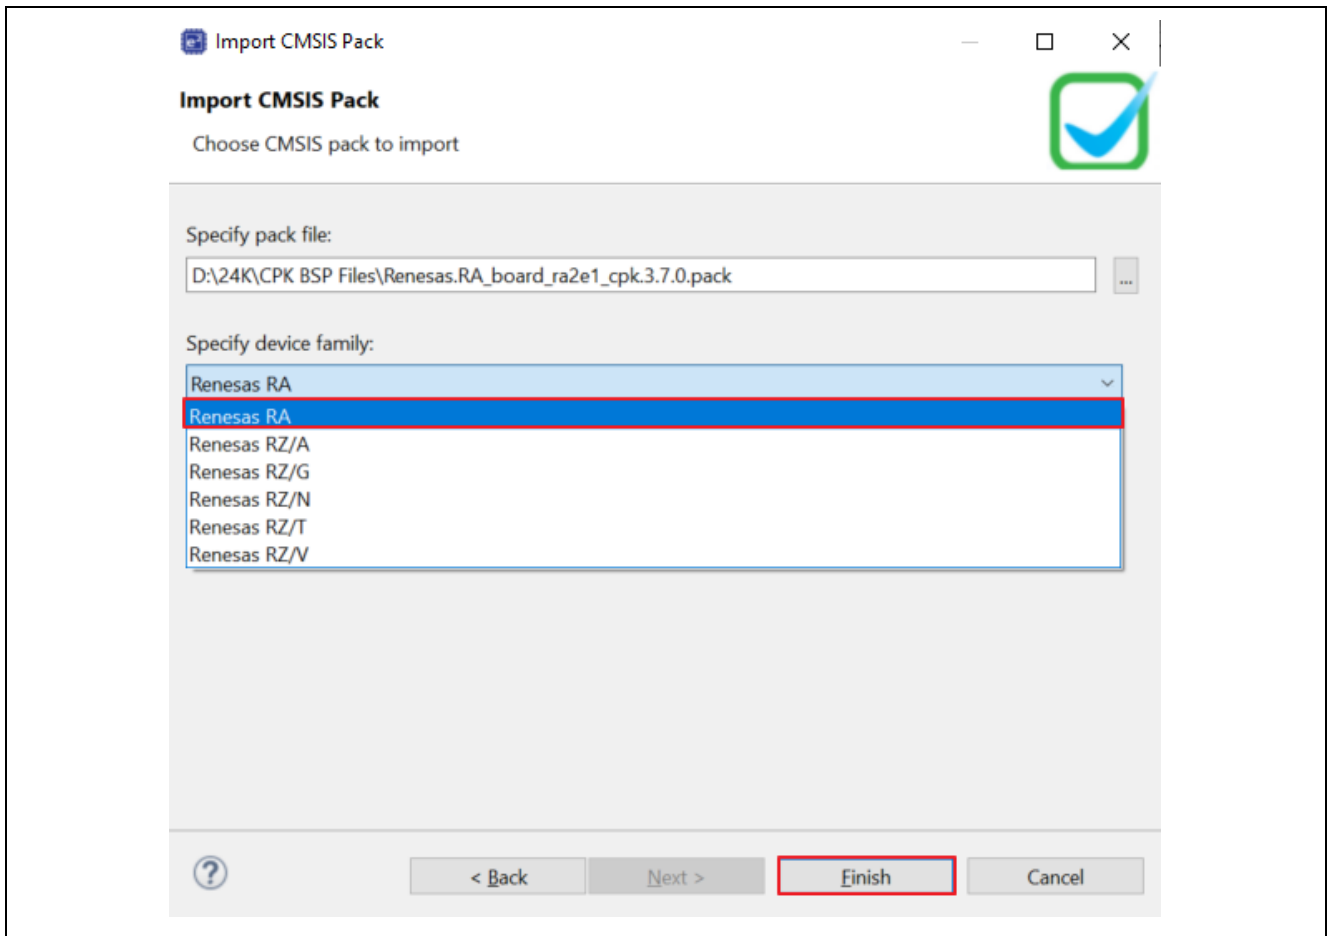 Import CMSIS Pack
Import CMSIS Pack
Choose CMSIS pack to import
Specify pack file:
D:\24K\CPK BSP Files\Renesas.RA_board_ra2e1_cpk.3.7.0.pack
...
Specify device family:
Renesas RA
Renesas RA
Renesas RZ/A
Renesas RZ/G
Renesas RZ/N
Renesas RZ/T
Renesas RZ/V
? < Back Next > Finish Cancel